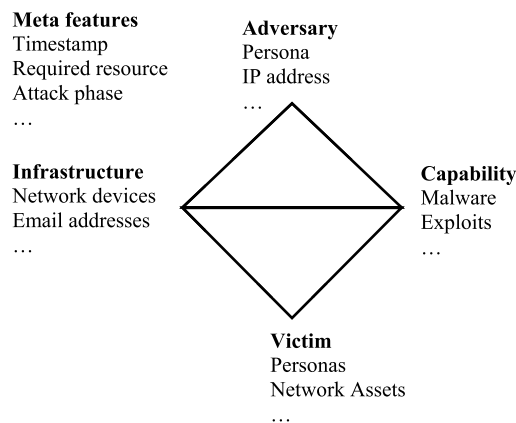 Meta features
Timestamp
Required resource
Attack phase
…
Adversary
Persona
IP address
…
Infrastructure
Network devices
Email addresses
…
Capability
Malware
Exploits
…
Victim
Personas
Network Assets
…